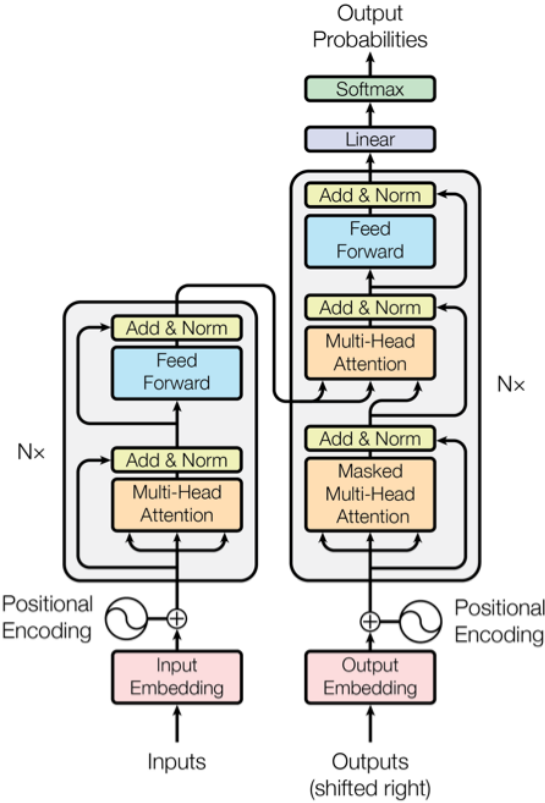 Output
Probabilities
Softmax
Linear
Add & Norm
Feed
Forward
Add & Norm
Multi-Head
Attention
Add & Norm
Masked
Multi-Head
Attention
N×
Add & Norm
Feed
Forward
Add & Norm
Multi-Head
Attention
N×
Positional
Encoding
Positional
Encoding
Input
Embedding
Output
Embedding
Inputs
Outputs
(shifted right)